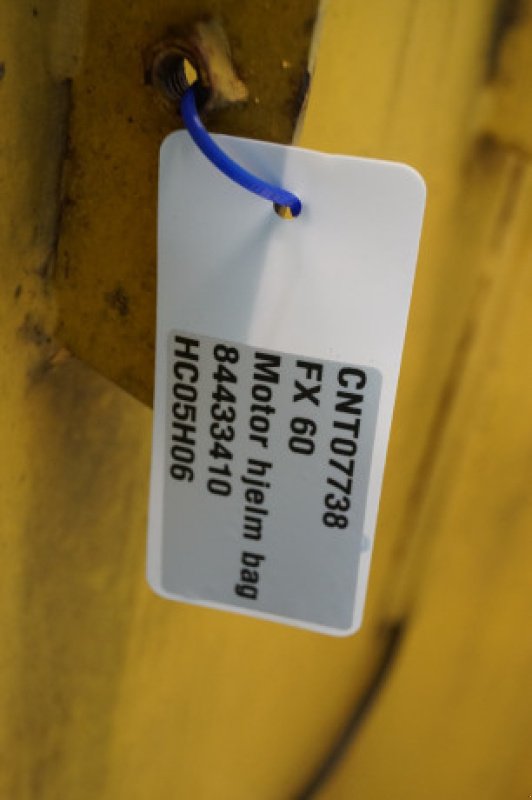 CNT07738
FX 60
Motor hjelm bag
84433410
HC05H06